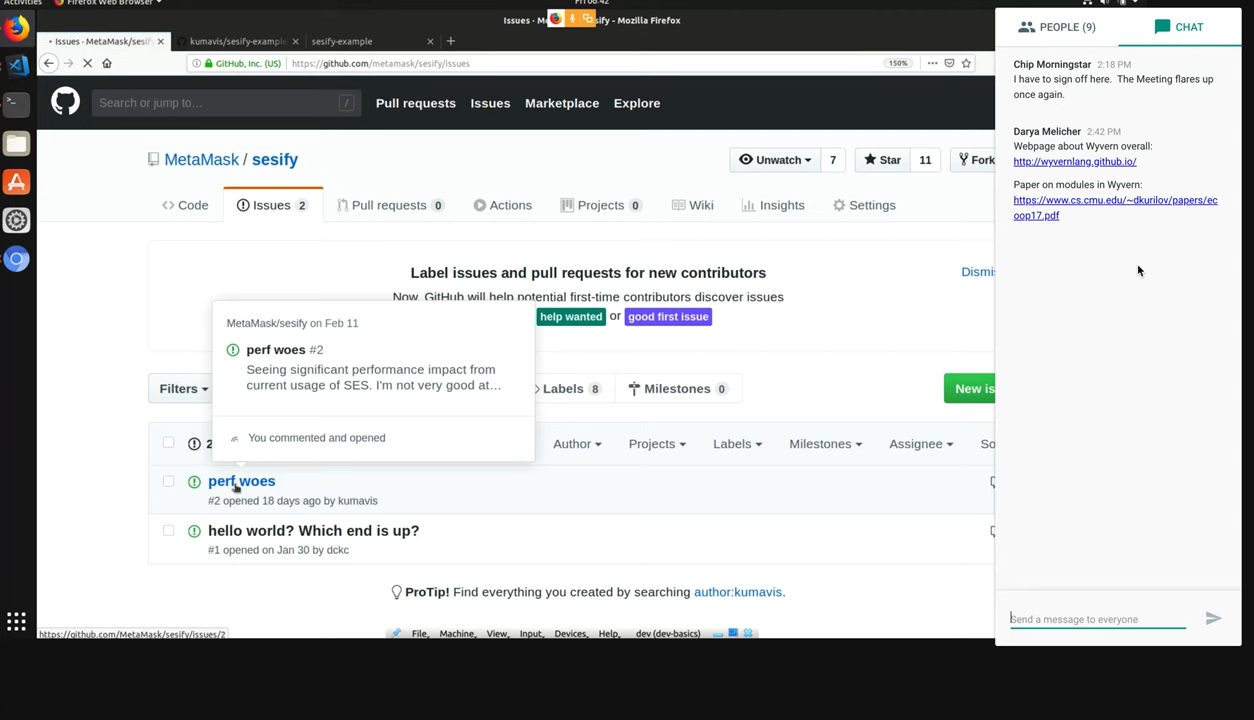 Activities
Firefox Web Browser
Fri 06:42
Issues · M
sify - Mozilla Firefox
Issues · MetaMask/sesify
kumavis/sesify-example
sesify-example
GitHub, Inc. (US)
https://github.com/metamask/sesify/issues
150%
Search or jump to…
/
Pull requests
Issues
Marketplace
Explore
MetaMask / sesify
Unwatch
7
Star
11
Fork
Code
Issues 2
Pull requests 0
Actions
Projects 0
Wiki
Insights
Settings
Label issues and pull requests for new contributors
Dismi
Now, GitHub will help potential first-time contributors discover issues
help wanted or good first issue
MetaMask/sesify on Feb 11
perf woes #2
Seeing significant performance impact from
current usage of SES. I'm not very good at…
You commented and opened
Filters
Labels 8
Milestones 0
New is
2
Author
Projects
Labels
Milestones
Assignee
So
perf woes
#2 opened 18 days ago by kumavis
hello world? Which end is up?
#1 opened on Jan 30 by dckc
ProTip! Find everything you created by searching author:kumavis.
https://github.com/MetaMask/sesify/issues/2
File, Machine, View, Input, Devices, Help, dev (dev-basics)
PEOPLE (9)
CHAT
Chip Morningstar 2:18 PM
I have to sign off here. The Meeting flares up
once again.
Darya Melicher 2:42 PM
Webpage about Wyvern overall:
http://wyvernlang.github.io/
Paper on modules in Wyvern:
https://www.cs.cmu.edu/~dkurilov/papers/ec
oop17.pdf
Send a message to everyone